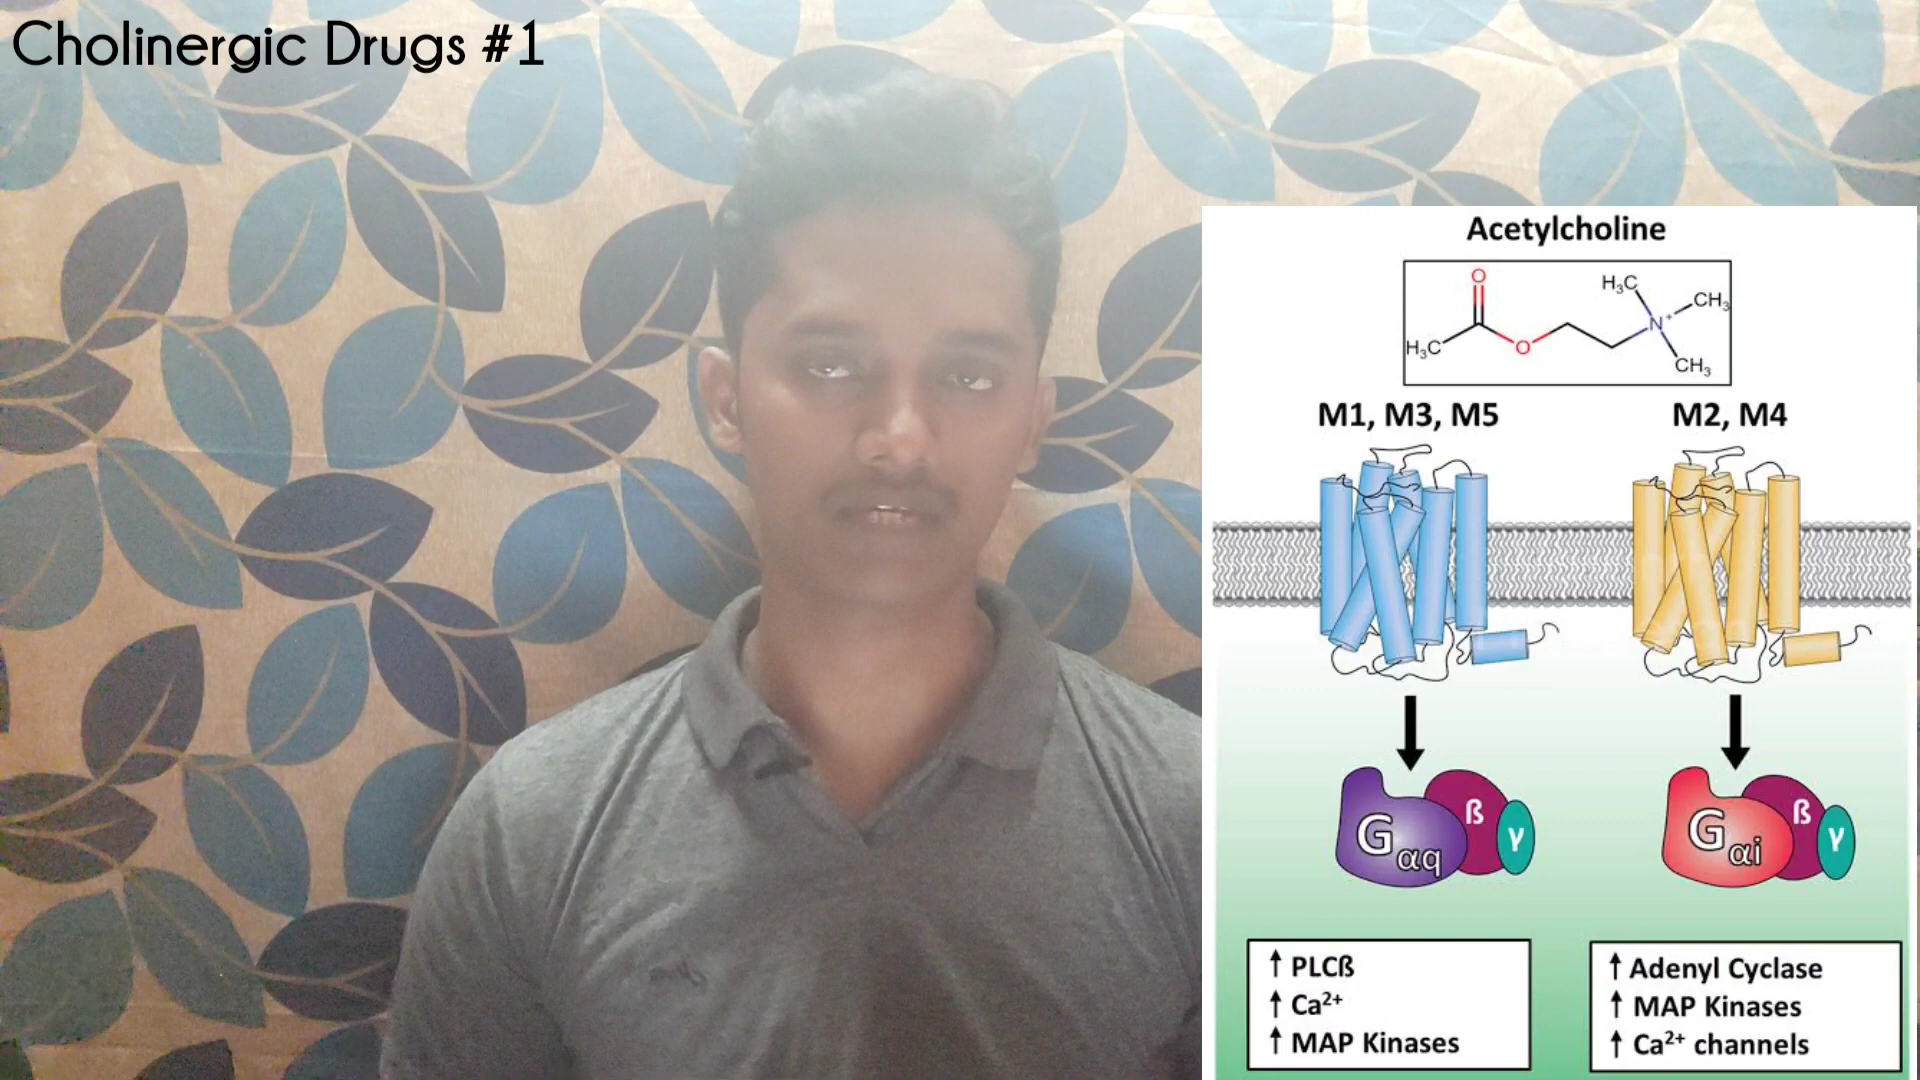 Cholinergic Drugs #1
Acetylcholine
O
H₃C
CH₃
N⁺
H₃C
O
CH₃
M1, M3, M5
M2, M4
Gαq ß γ
Gαi ß γ
↑ PLCß
↑ Ca²⁺
↑ MAP Kinases
↑ Adenyl Cyclase
↑ MAP Kinases
↑ Ca²⁺ channels